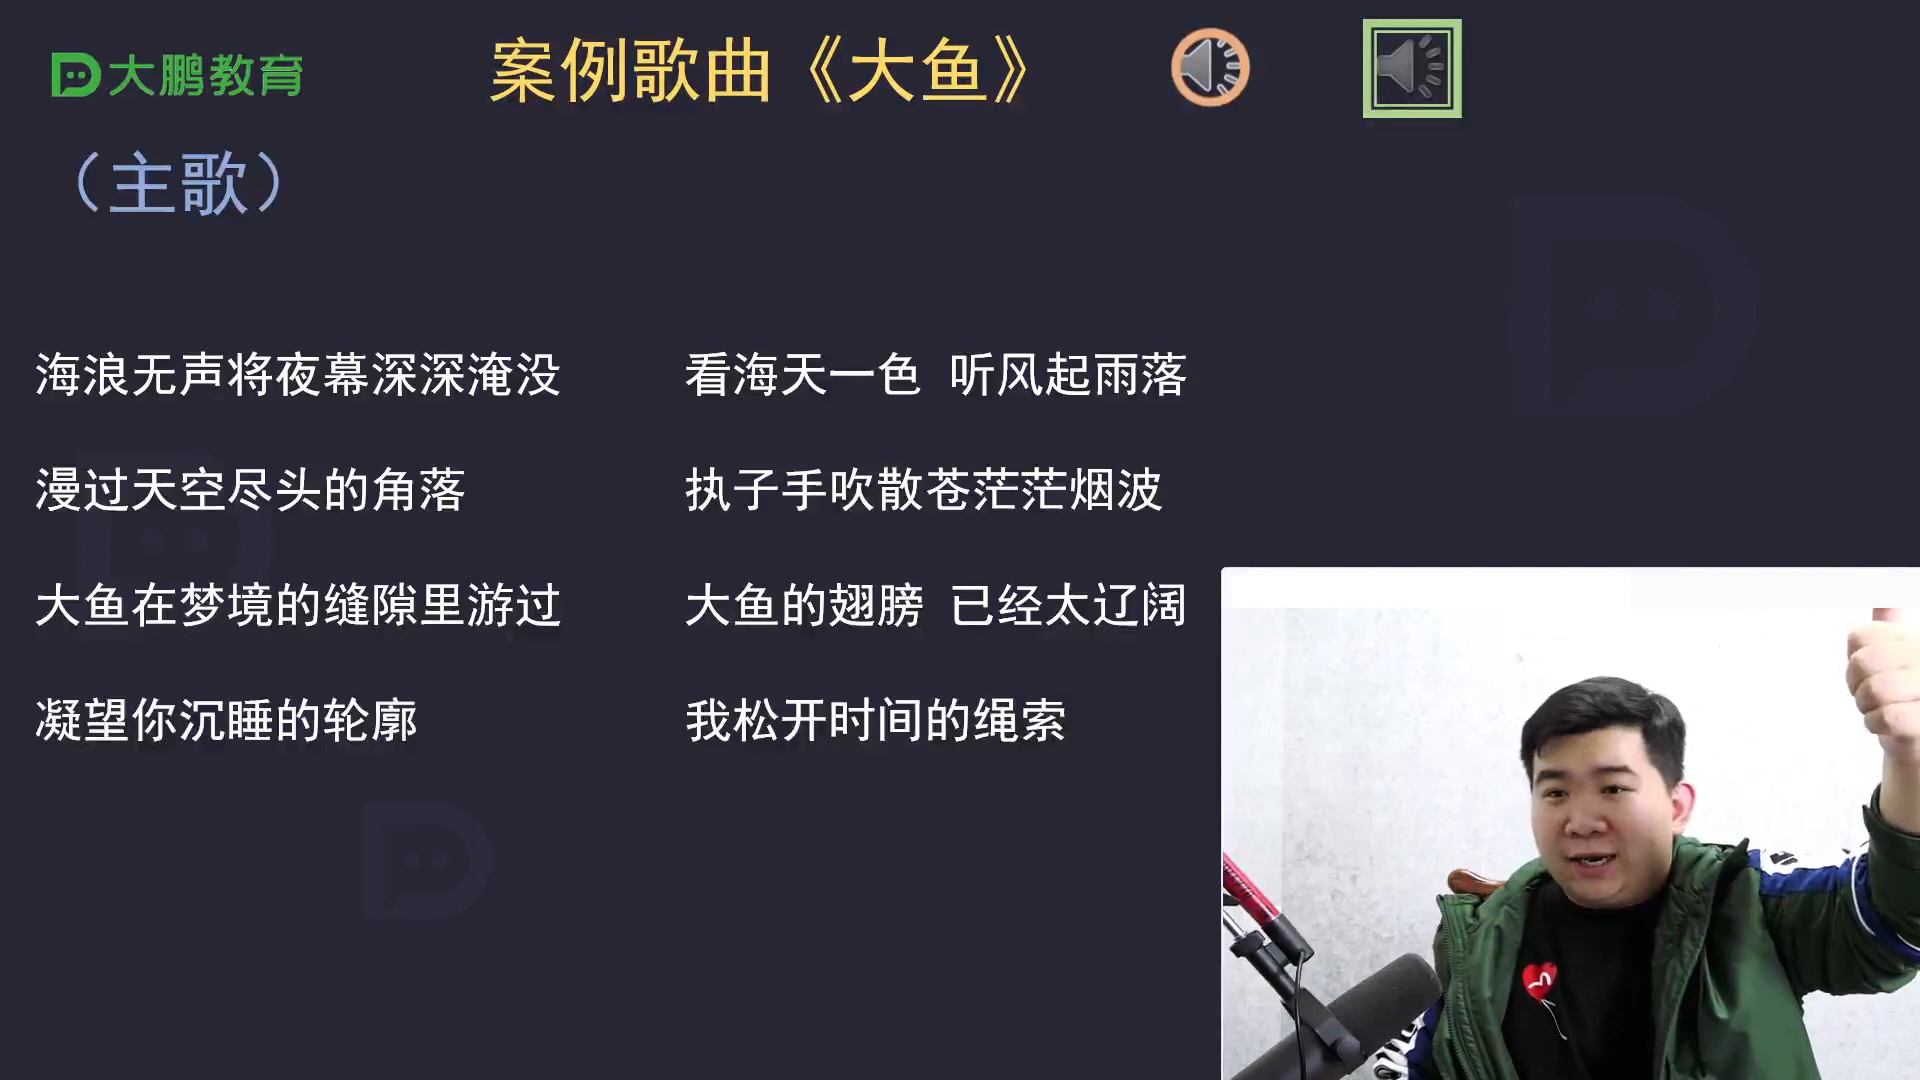 大鹏教育
案例歌曲《大鱼》
（主歌）
海浪无声将夜幕深深淹没
漫过天空尽头的角落
大鱼在梦境的缝隙里游过
凝望你沉睡的轮廓
看海天一色 听风起雨落
执子手吹散苍茫茫烟波
大鱼的翅膀 已经太辽阔
我松开时间的绳索